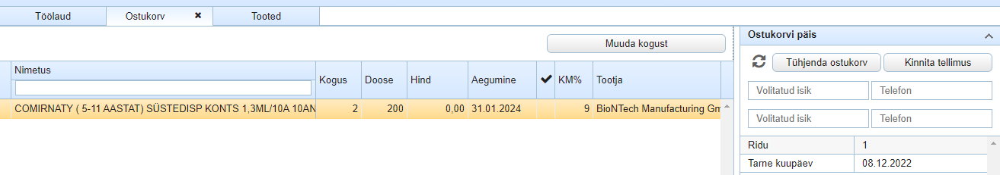 Töölaud Ostukorv Tooted
Muuda kogust
Ostukorvi päis
Tühjenda ostukorv Kinnita tellimus
Volitatud isik Telefon
Volitatud isik Telefon
Nimetus Kogus Doose Hind Aegumine KM% Tootja
COMIRNATY ( 5-11 AASTAT) SÜSTEDISP KONTS 1,3ML/10A 10AN 2 200 0,00 31.01.2024 9 BioNTech Manufacturing Gm
Ridu 1
Tarne kuupäev 08.12.2022